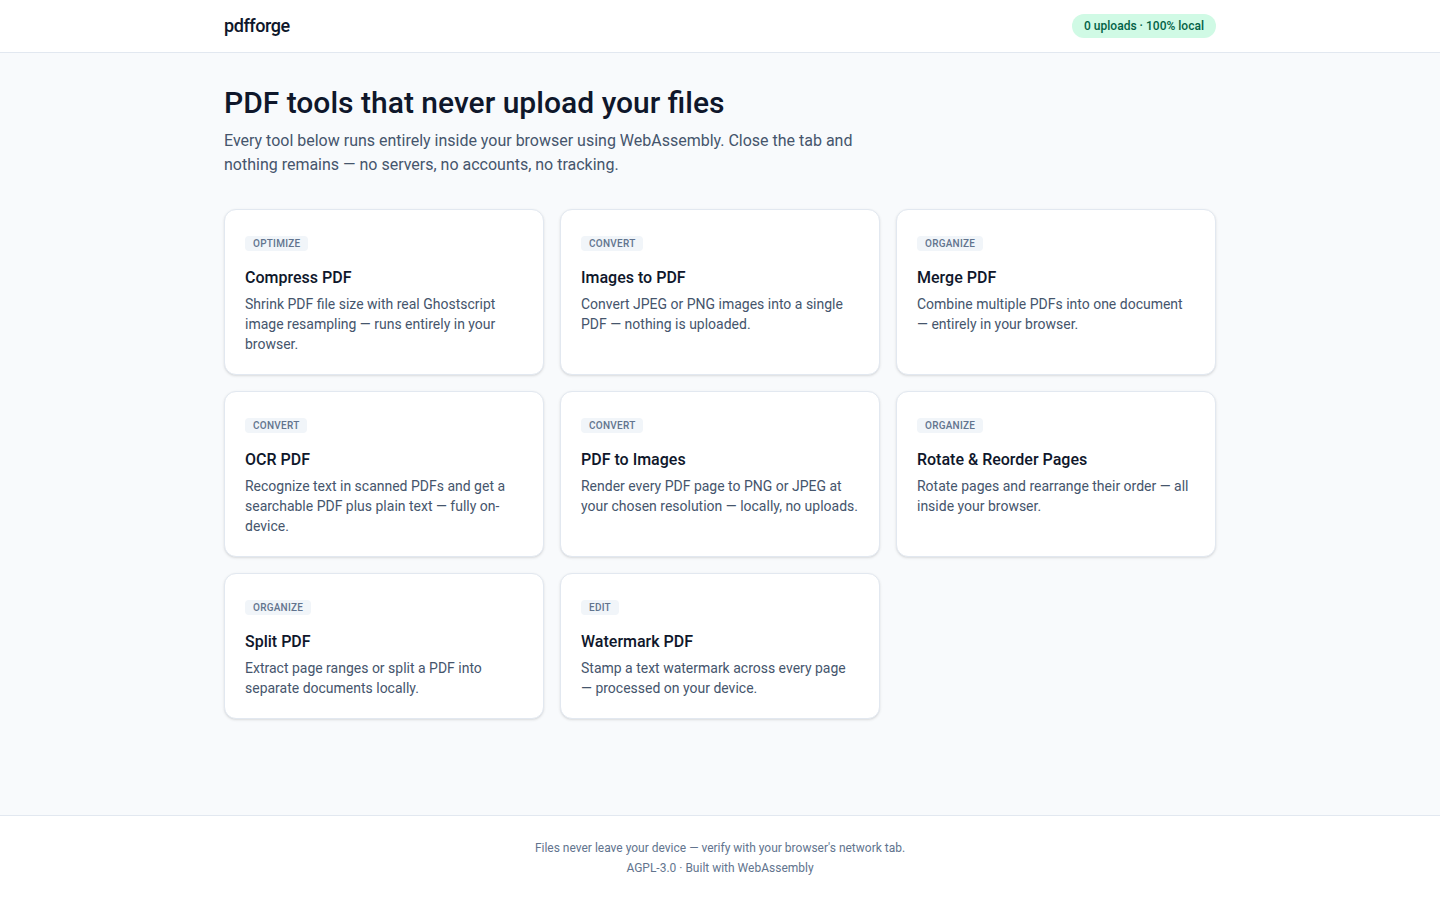 pdfforge
0 uploads · 100% local
PDF tools that never upload your files
Every tool below runs entirely inside your browser using WebAssembly. Close the tab and
nothing remains — no servers, no accounts, no tracking.
OPTIMIZE
Compress PDF
Shrink PDF file size with real Ghostscript
image resampling — runs entirely in your
browser.
CONVERT
Images to PDF
Convert JPEG or PNG images into a single
PDF — nothing is uploaded.
ORGANIZE
Merge PDF
Combine multiple PDFs into one document
— entirely in your browser.
CONVERT
OCR PDF
Recognize text in scanned PDFs and get a
searchable PDF plus plain text — fully on-
device.
CONVERT
PDF to Images
Render every PDF page to PNG or JPEG at
your chosen resolution — locally, no uploads.
ORGANIZE
Rotate & Reorder Pages
Rotate pages and rearrange their order — all
inside your browser.
ORGANIZE
Split PDF
Extract page ranges or split a PDF into
separate documents locally.
EDIT
Watermark PDF
Stamp a text watermark across every page
— processed on your device.
Files never leave your device — verify with your browser's network tab.
AGPL-3.0 · Built with WebAssembly